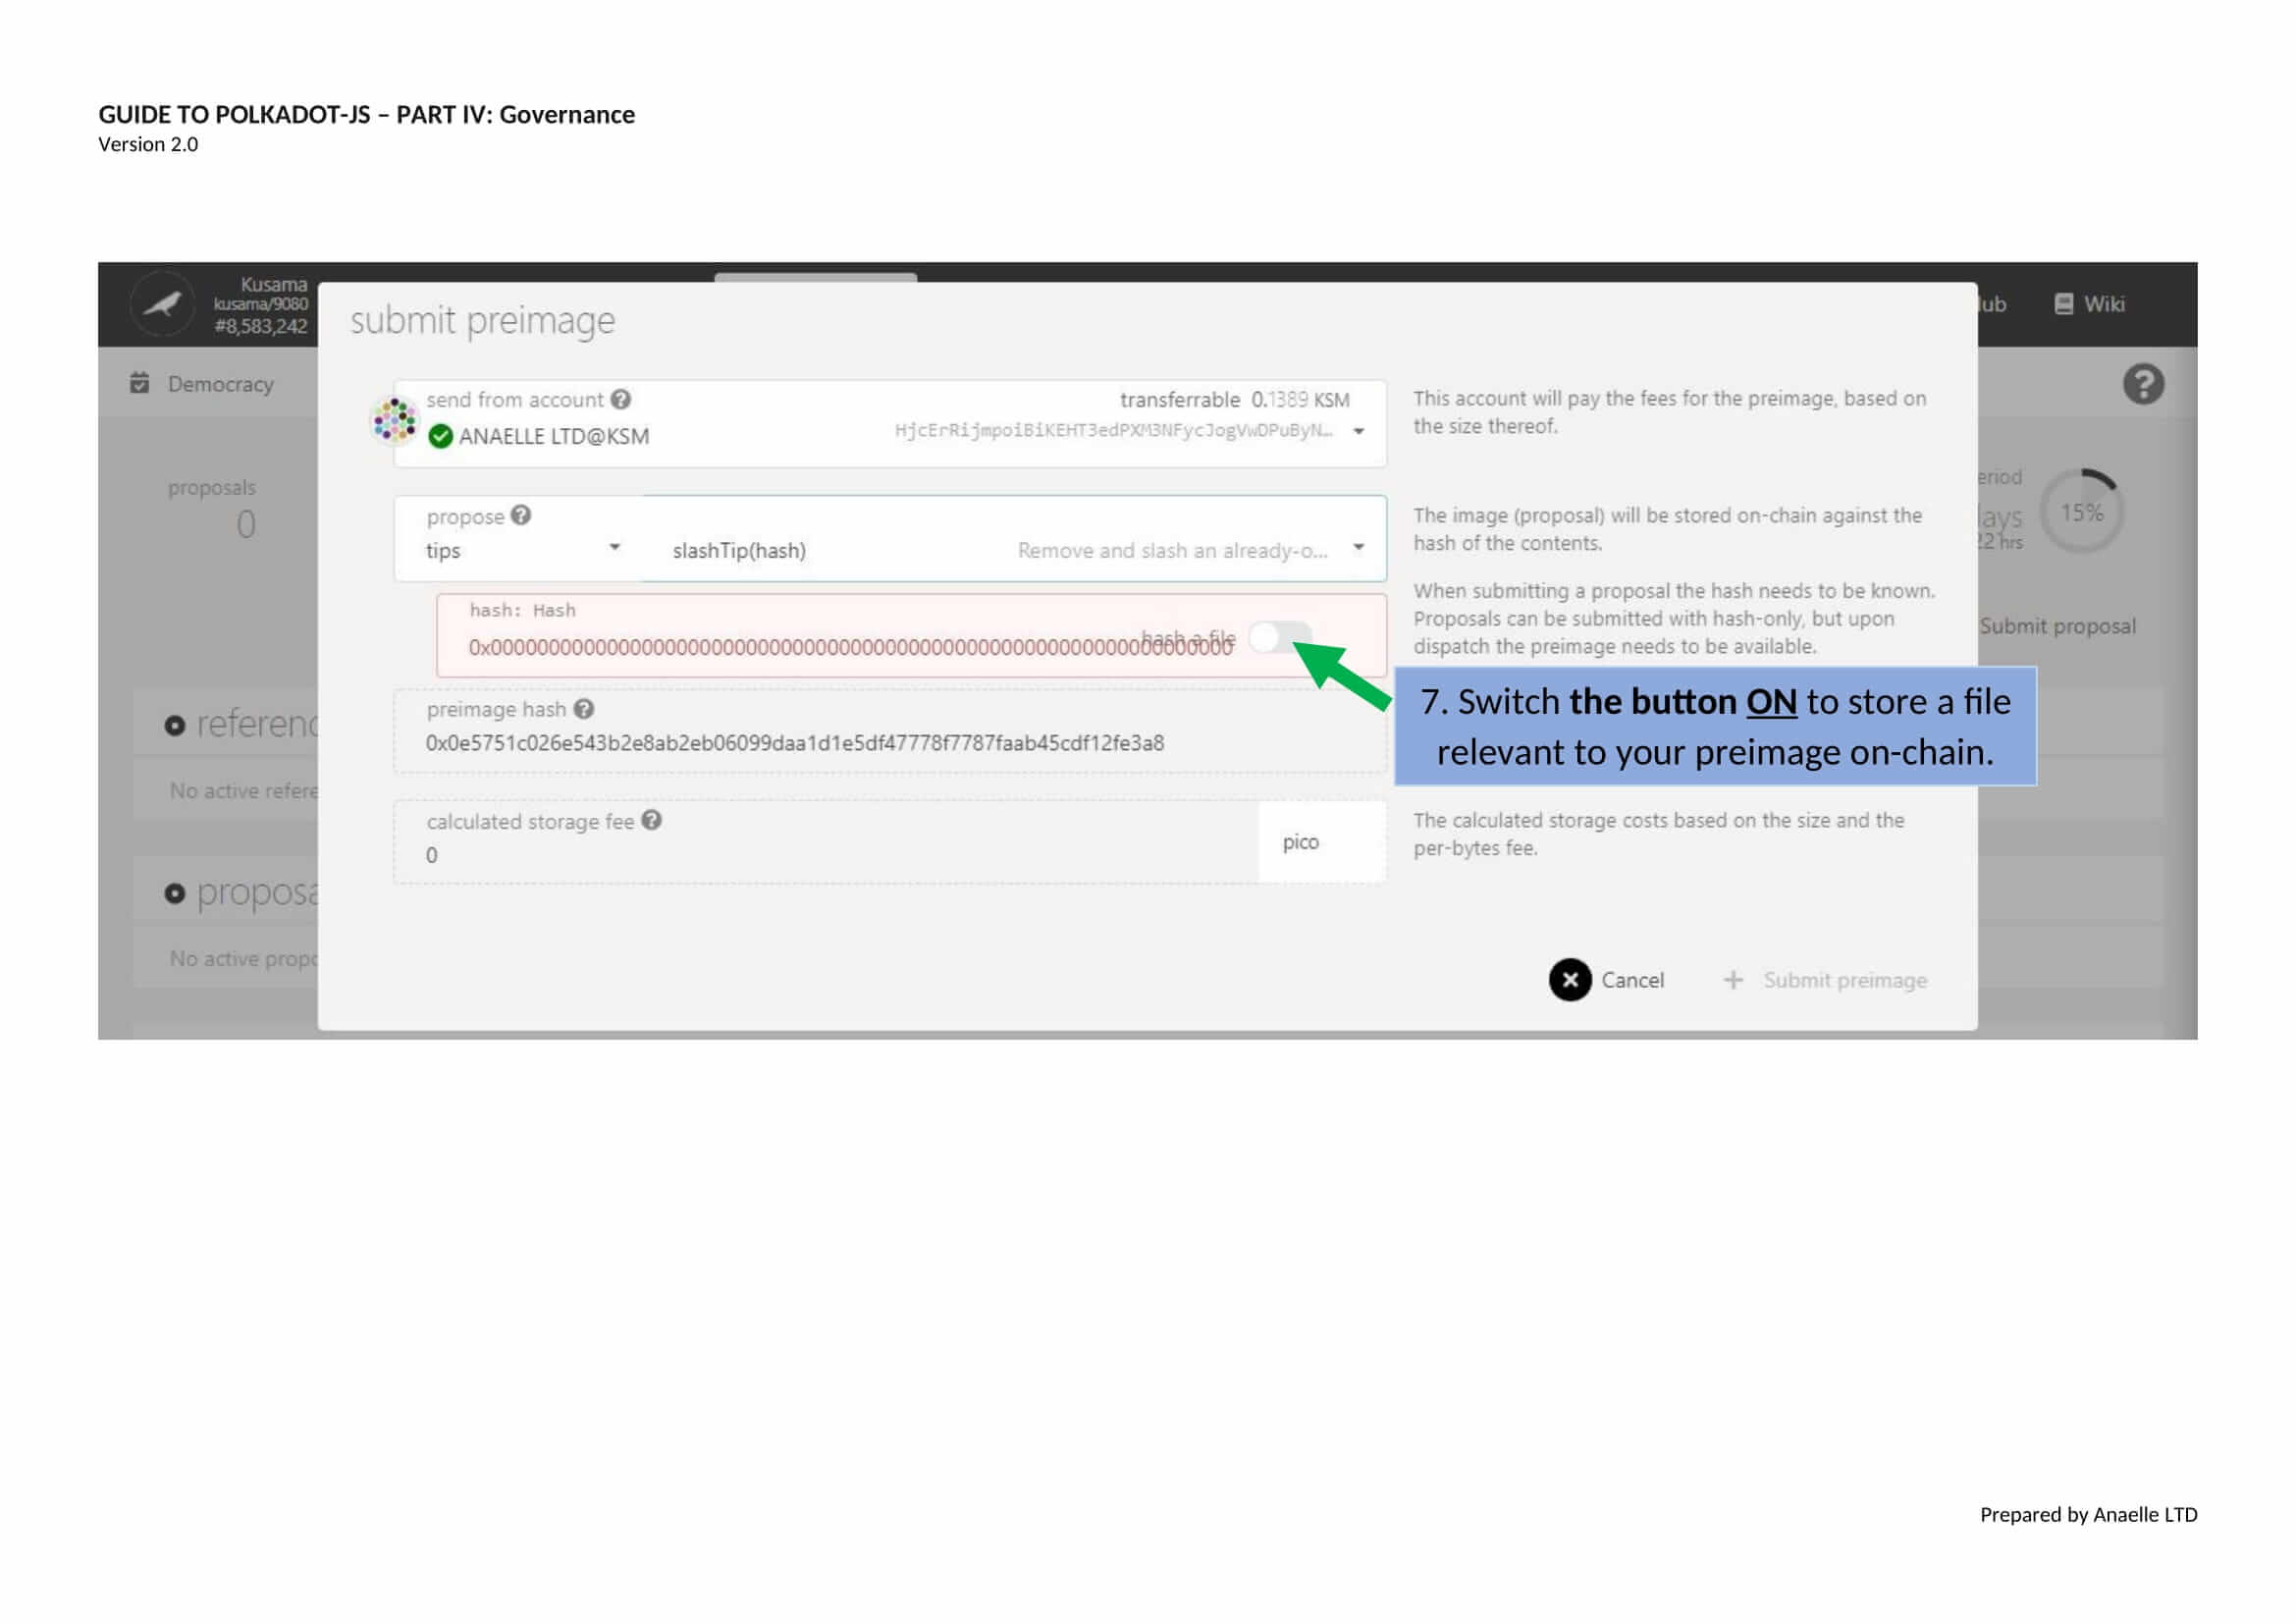 GUIDE TO POLKADOT-JS – PART IV: Governance
Version 2.0
Kusama
kusama/9080
#8,583,242
Wiki
submit preimage
Democracy
send from account
transferrable 0.1389 KSM
ANAELLE LTD@KSM
HjcErRijmpoiBiKEHT3edPXM3NFycJogVwDPuByN...
This account will pay the fees for the preimage, based on
the size thereof.
proposals
0
propose
tips
slashTip(hash)
Remove and slash an already-o...
The image (proposal) will be stored on-chain against the
hash of the contents.
15%
22 hrs
When submitting a proposal the hash needs to be known.
Proposals can be submitted with hash-only, but upon
dispatch the preimage needs to be available.
hash: Hash
hash a file
Submit proposal
7. Switch the button ON to store a file
relevant to your preimage on-chain.
preimage hash
0x0e5751c026e543b2e8ab2eb06099daa1d1e5df47778f7787faab45cdf12fe3a8
referenc
No active refere
calculated storage fee
0
pico
The calculated storage costs based on the size and the
per-bytes fee.
proposa
No active propo
Cancel
Submit preimage
Prepared by Anaelle LTD